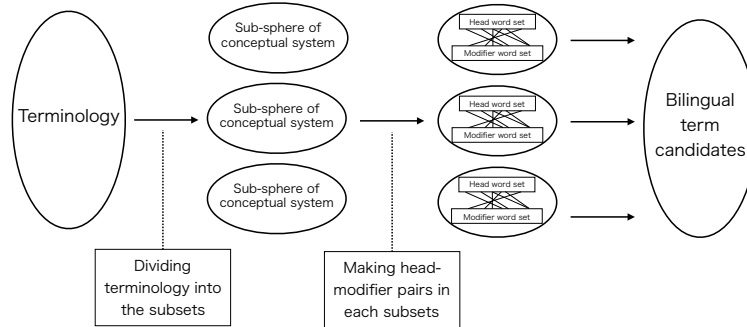 Terminology
Sub-sphere of
conceptual system
Sub-sphere of
conceptual system
Sub-sphere of
conceptual system
Head word set
Modifier word set
Head word set
Modifier word set
Head word set
Modifier word set
Bilingual
term
candidates
Dividing
terminology into
the subsets
Making head-
modifier pairs in
each subsets